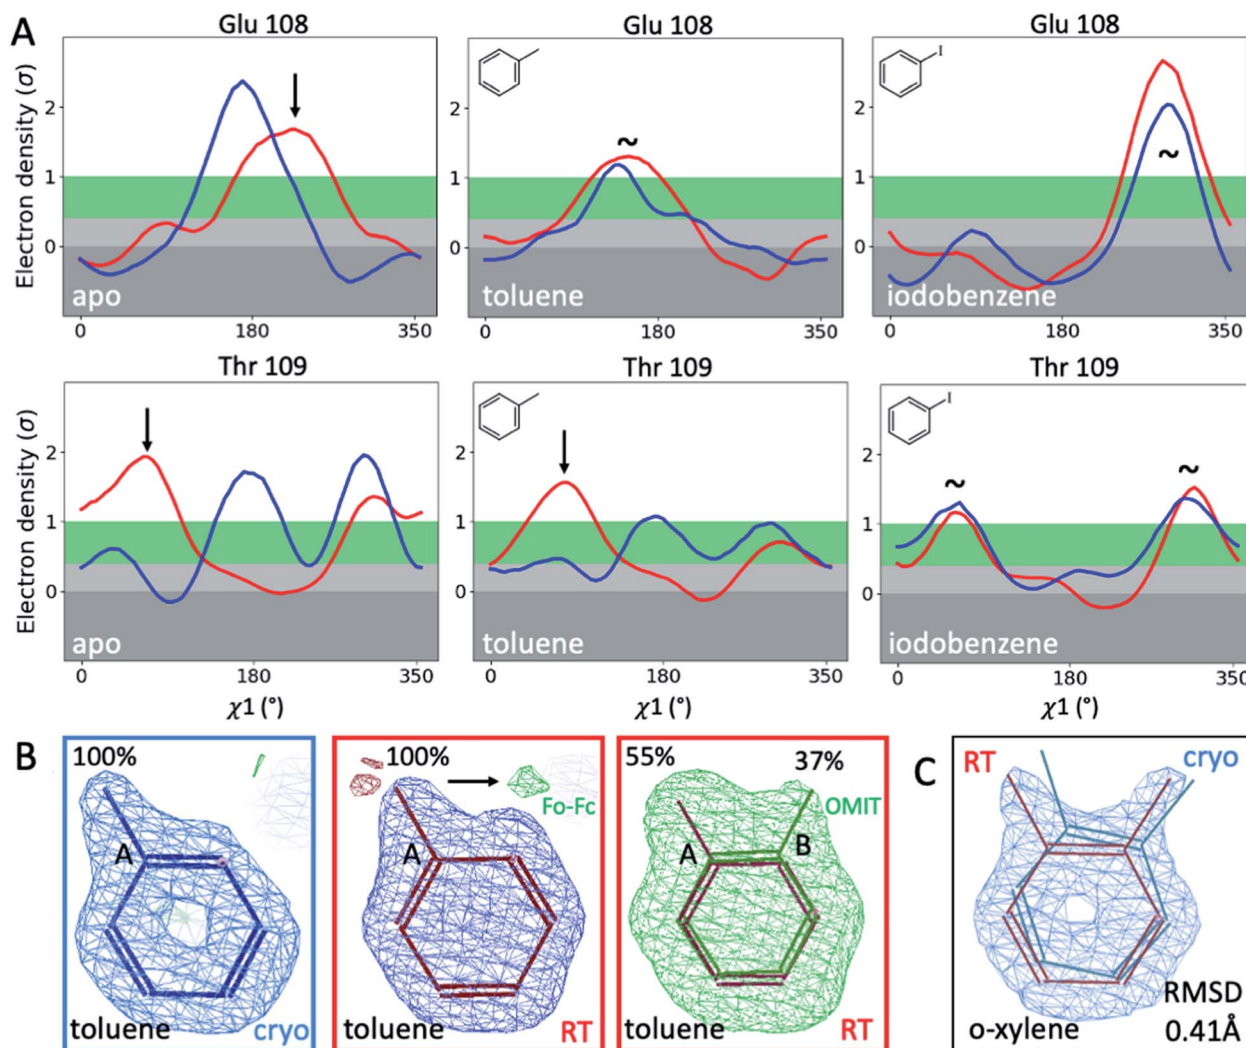 A
Glu 108
Glu 108
Glu 108
Electron density (σ)
2
1
0
apo
0
180
350
2
1
0
~
toluene
0
180
350
I
2
1
0
~
iodobenzene
0
180
350
Thr 109
Thr 109
Thr 109
Electron density (σ)
2
1
0
apo
0
180
350
χ1 (°)
2
1
0
toluene
0
180
350
χ1 (°)
I
2
1
0
~
~
iodobenzene
0
180
350
χ1 (°)
B
100%
A
toluene
cryo
100%
Fo-Fc
A
toluene
RT
55%
37%
OMIT
A
B
toluene
RT
C
RT
cryo
RMSD
o-xylene
0.41Å